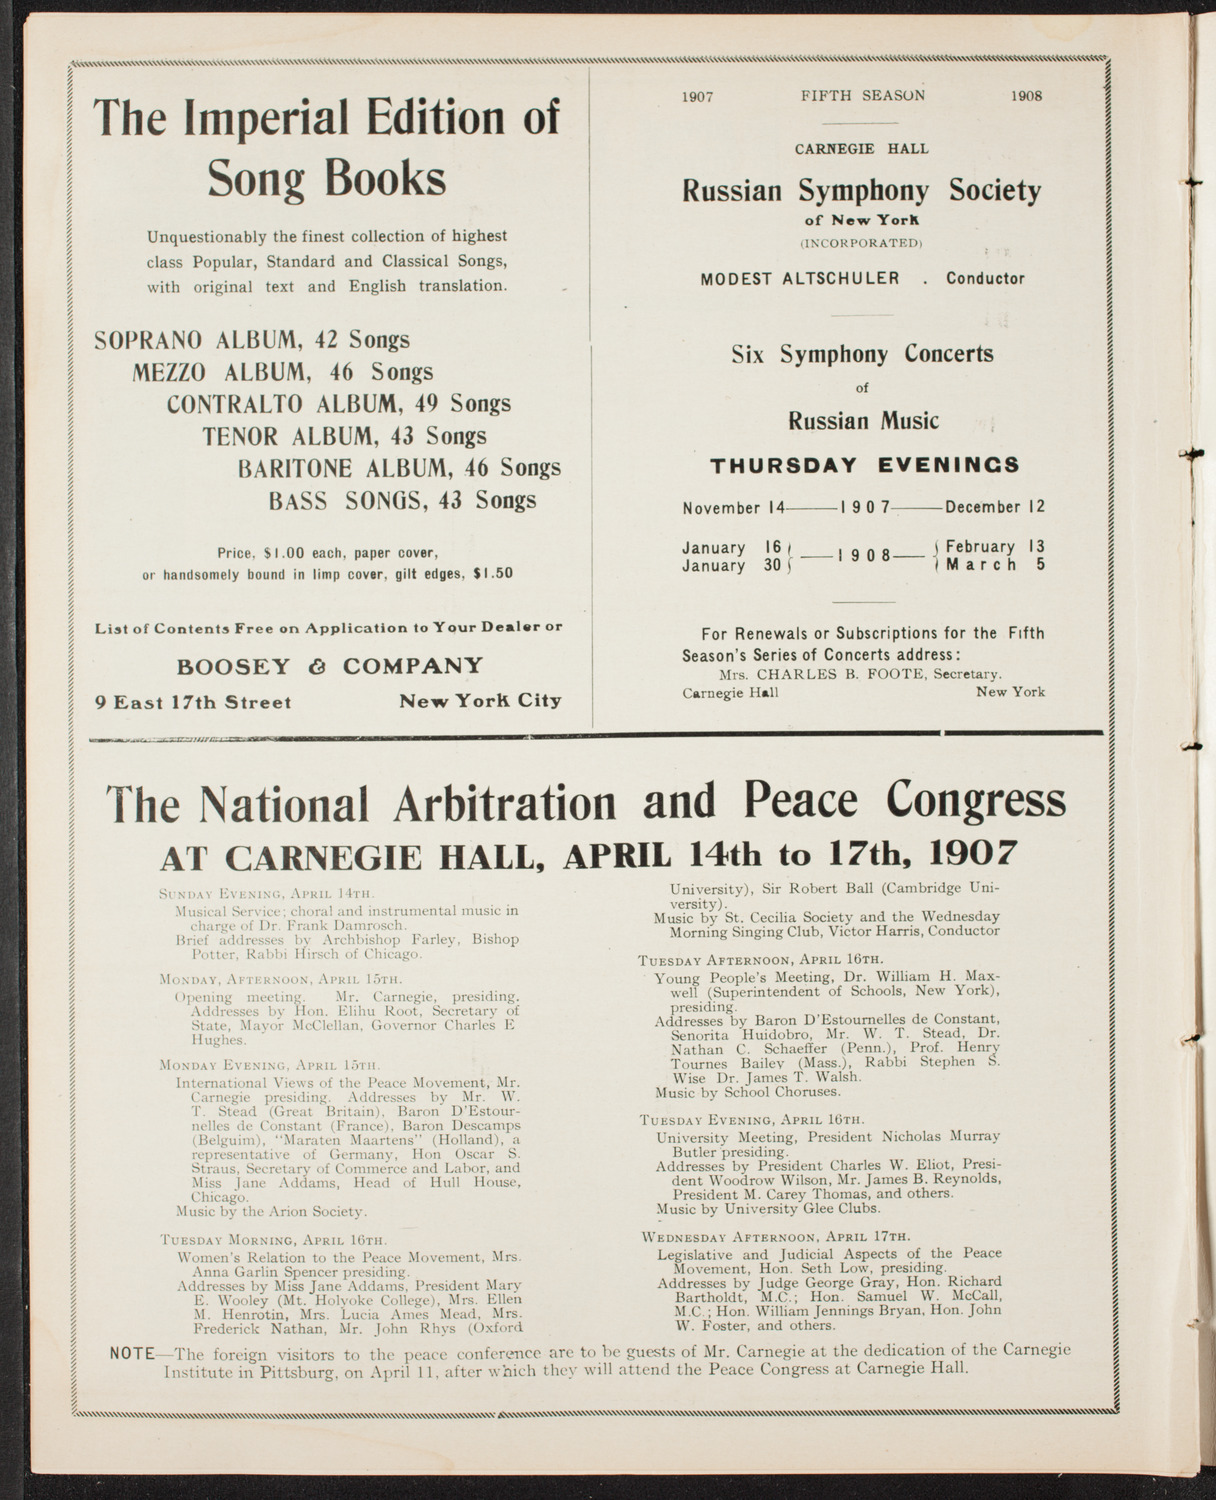 The Imperial Edition of
Song Books
Unquestionably the finest collection of highest
class Popular, Standard and Classical Songs,
with original text and English translation.
SOPRANO ALBUM, 42 Songs
MEZZO ALBUM, 46 Songs
CONTRALTO ALBUM, 49 Songs
TENOR ALBUM, 43 Songs
BARITONE ALBUM, 46 Songs
BASS SONGS, 43 Songs
Price, $1.00 each, paper cover,
or handsomely bound in limp cover, gilt edges, $1.50
List of Contents Free on Application to Your Dealer or
BOOSEY & COMPANY
9 East 17th Street New York City
1907 FIFTH SEASON 1908
CARNEGIE HALL
Russian Symphony Society
of New York
(INCORPORATED)
MODEST ALTSCHULER . Conductor
Six Symphony Concerts
of
Russian Music
THURSDAY EVENINGS
November 14——1907——December 12
January 16 } —1908— { February 13
January 30 } { March 5
For Renewals or Subscriptions for the Fifth
Season's Series of Concerts address:
Mrs. CHARLES B. FOOTE, Secretary.
Carnegie Hall New York
The National Arbitration and Peace Congress
AT CARNEGIE HALL, APRIL 14th to 17th, 1907
SUNDAY EVENING, APRIL 14TH.
Musical Service; choral and instrumental music in
charge of Dr. Frank Damrosch.
Brief addresses by Archbishop Farley, Bishop
Potter, Rabbi Hirsch of Chicago.
MONDAY, AFTERNOON, APRIL 15TH.
Opening meeting. Mr. Carnegie, presiding.
Addresses by Hon. Elihu Root, Secretary of
State, Mayor McClellan, Governor Charles E
Hughes.
MONDAY EVENING, APRIL 15TH.
International Views of the Peace Movement, Mr.
Carnegie presiding. Addresses by Mr. W.
T. Stead (Great Britain), Baron D'Estour-
nelles de Constant (France), Baron Descamps
(Belguim), "Maraten Maartens" (Holland), a
representative of Germany, Hon Oscar S.
Straus, Secretary of Commerce and Labor, and
Miss Jane Addams, Head of Hull House,
Chicago.
Music by the Arion Society.
TUESDAY MORNING, APRIL 16TH.
Women's Relation to the Peace Movement, Mrs.
Anna Garlin Spencer presiding.
Addresses by Miss Jane Addams, President Mary
E. Wooley (Mt. Holyoke College), Mrs. Ellen
M. Henrotin, Mrs. Lucia Ames Mead, Mrs.
Frederick Nathan, Mr. John Rhys (Oxford
University), Sir Robert Ball (Cambridge Uni-
versity).
Music by St. Cecilia Society and the Wednesday
Morning Singing Club, Victor Harris, Conductor
TUESDAY AFTERNOON, APRIL 16TH.
Young People's Meeting, Dr. William H. Max-
well (Superintendent of Schools, New York),
presiding.
Addresses by Baron D'Estournelles de Constant,
Senorita Huidobro, Mr. W. T. Stead, Dr.
Nathan C. Schaeffer (Penn.), Prof. Henry
Tournes Bailey (Mass.), Rabbi Stephen S.
Wise Dr. James T. Walsh.
Music by School Choruses.
TUESDAY EVENING, APRIL 16TH.
University Meeting, President Nicholas Murray
Butler presiding.
Addresses by President Charles W. Eliot, Presi-
dent Woodrow Wilson, Mr. James B. Reynolds,
President M. Carey Thomas, and others.
Music by University Glee Clubs.
WEDNESDAY AFTERNOON, APRIL 17TH.
Legislative and Judicial Aspects of the Peace
Movement, Hon. Seth Low, presiding.
Addresses by Judge George Gray, Hon. Richard
Bartholdt, M.C.; Hon. Samuel W. McCall,
M.C.; Hon. William Jennings Bryan, Hon. John
W. Foster, and others.
NOTE—The foreign visitors to the peace conference are to be guests of Mr. Carnegie at the dedication of the Carnegie
Institute in Pittsburg, on April 11, after which they will attend the Peace Congress at Carnegie Hall.